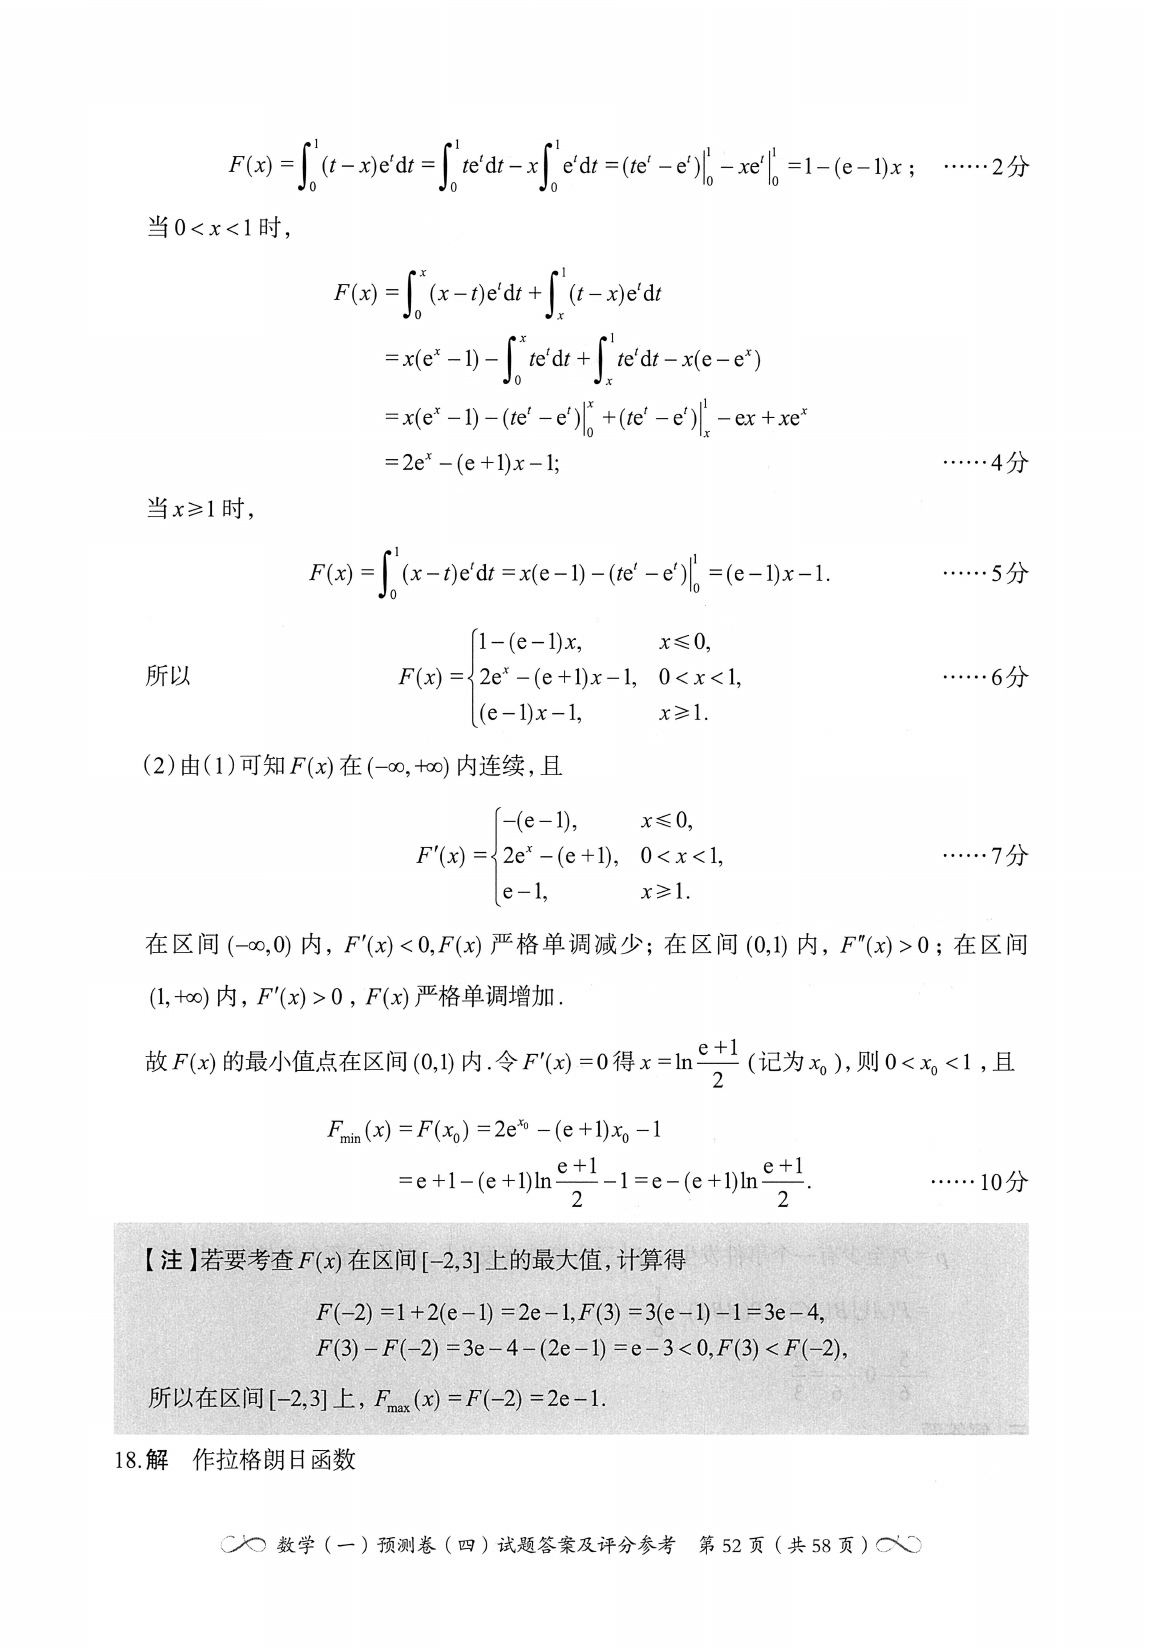 F(x) = ∫₀¹ (t − x)eᵗdt = ∫₀¹ teᵗdt − x∫₀¹ eᵗdt = (teᵗ − eᵗ)|₀¹ − xeᵗ|₀¹ = 1 − (e − 1)x； ……2分
当 0 < x < 1 时，
F(x) = ∫₀ˣ (x − t)eᵗdt + ∫ₓ¹ (t − x)eᵗdt
= x(eˣ − 1) − ∫₀ˣ teᵗdt + ∫ₓ¹ teᵗdt − x(e − eˣ)
= x(eˣ − 1) − (teᵗ − eᵗ)|₀ˣ + (teᵗ − eᵗ)|ₓ¹ − ex + xeˣ
= 2eˣ − (e + 1)x − 1; ……4分
当 x ⩾ 1 时，
F(x) = ∫₀¹ (x − t)eᵗdt = x(e − 1) − (teᵗ − eᵗ)|₀¹ = (e − 1)x − 1. ……5分
1 − (e − 1)x, x ⩽ 0,
所以 F(x) = { 2eˣ − (e + 1)x − 1, 0 < x < 1, ……6分
(e − 1)x − 1, x ⩾ 1.
(2)由(1)可知 F(x) 在 (−∞, +∞) 内连续，且
−(e − 1), x ⩽ 0,
F′(x) = { 2eˣ − (e + 1), 0 < x < 1, ……7分
e − 1, x ⩾ 1.
在区间 (−∞,0) 内，F′(x) < 0, F(x) 严格单调减少；在区间 (0,1) 内，F″(x) > 0；在区间
(1, +∞) 内，F′(x) > 0，F(x) 严格单调增加.
故 F(x) 的最小值点在区间 (0,1) 内.令 F′(x) = 0 得 x = ln (e + 1)/2 (记为 x₀ )，则 0 < x₀ < 1，且
Fmin(x) = F(x₀) = 2e^(x₀) − (e + 1)x₀ − 1
= e + 1 − (e + 1)ln (e + 1)/2 − 1 = e − (e + 1)ln (e + 1)/2. ……10分
【注】若要考查 F(x) 在区间 [−2,3] 上的最大值，计算得
F(−2) = 1 + 2(e − 1) = 2e − 1, F(3) = 3(e − 1) − 1 = 3e − 4,
F(3) − F(−2) = 3e − 4 − (2e − 1) = e − 3 < 0, F(3) < F(−2),
所以在区间 [−2,3] 上，Fmax(x) = F(−2) = 2e − 1.
18.解 作拉格朗日函数
数学(一)预测卷(四)试题答案及评分参考 第52页(共58页)